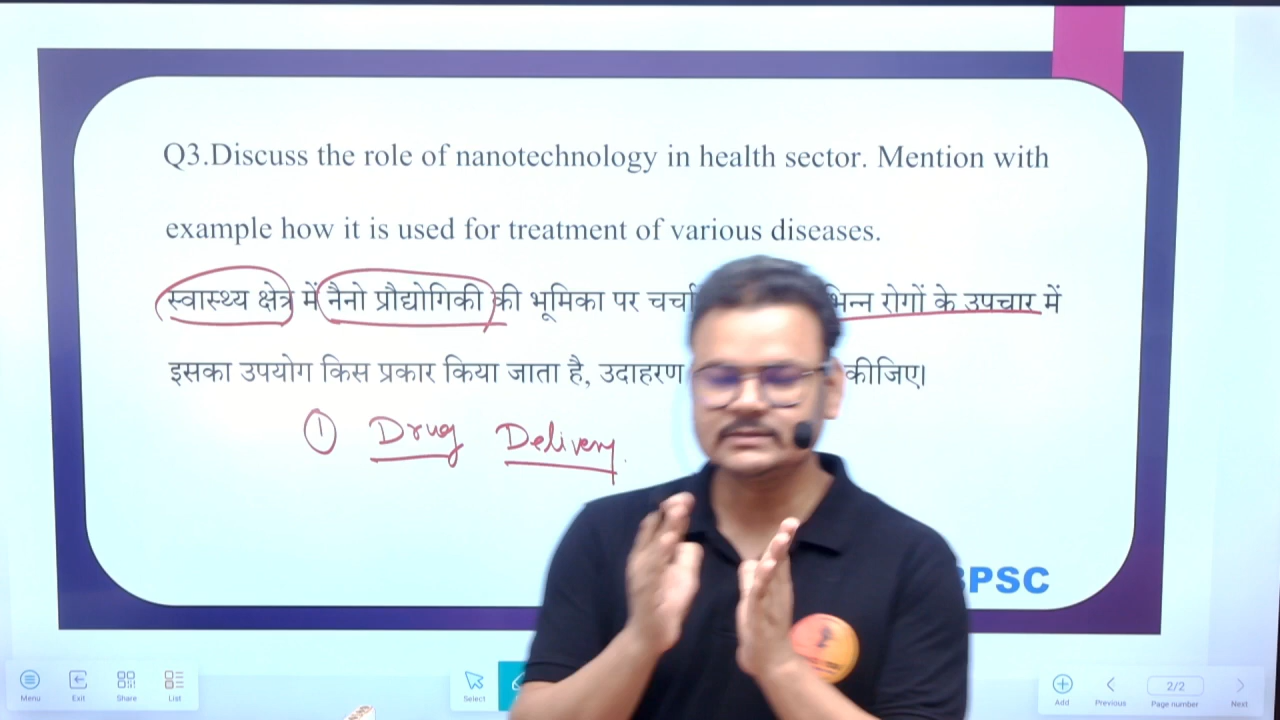 Q3.Discuss the role of nanotechnology in health sector. Mention with
example how it is used for treatment of various diseases.
स्वास्थ्य क्षेत्र में नैनो प्रौद्योगिकी की भूमिका पर रोगों के उपचार में
इसका उपयोग किस प्रकार किया जाता है, उदाहरण कीजिए।
① Drug Delivery
BPSC
Menu Exit Share List Select Add Previous 2/2 Page number Next